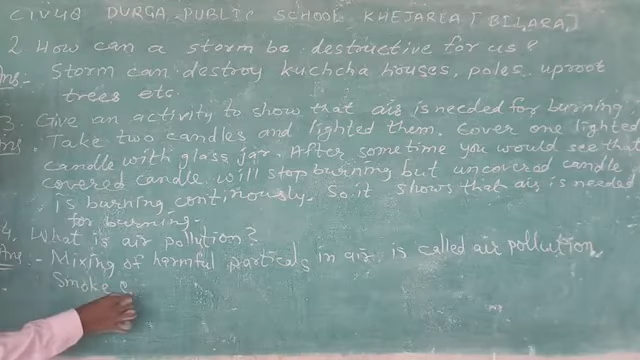 DURGA PUBLIC SCHOOL KHEJARLA [BILARA]
2 How can a storm be destructive for us?
Ans:- Storm can destroy kuchcha houses, poles, uproot
trees etc.
3. Give an activity to show that air is needed for burning
Ans. Take two candles and lighted them. Cover one lighted
candle with glass jar. After sometime you would see that
covered candle will stop burning but uncovered candle
is burning continously. So it shows that air is needed
for burning.
4. What is air pollution?
Ans:- Mixing of harmful particals in air is called air pollution.
Smoke